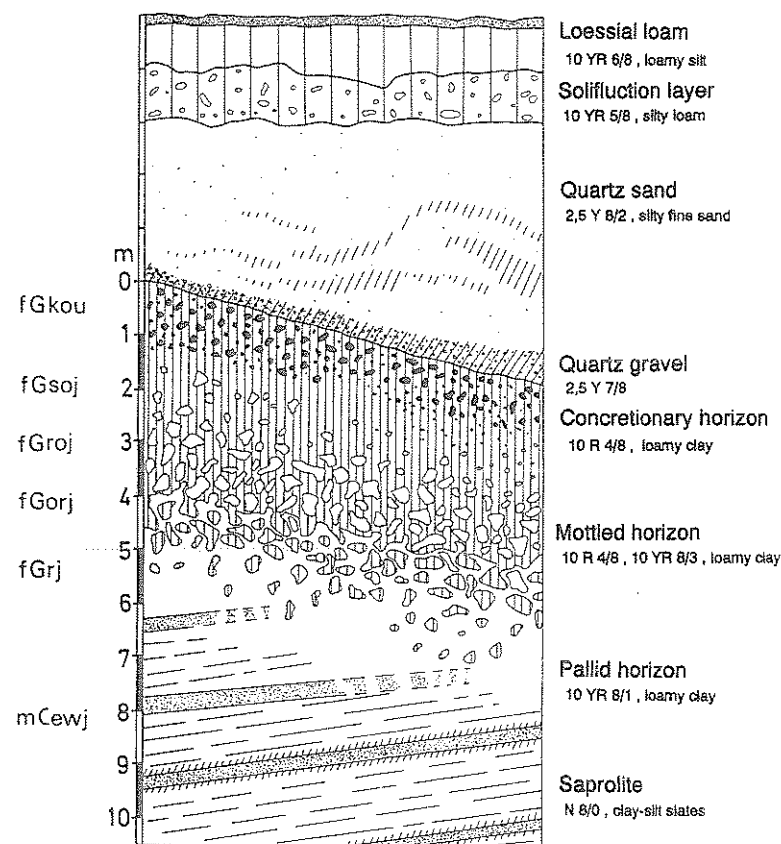 Loessial loam
10 YR 6/8 , loamy silt
Solifluction layer
10 YR 5/8 , silty loam
Quartz sand
2,5 Y 8/2 , silty fine sand
m
0
fGkou
1
Quartz gravel
2,5 Y 7/8
2
fGsoj
Concretionary horizon
10 R 4/8 , loamy clay
3
fGroj
4
fGorj
Mottled horizon
10 R 4/8 , 10 YR 8/3 , loamy clay
5
fGrj
6
7
Pallid horizon
10 YR 8/1 , loamy clay
8
mCewj
9
Saprolite
N 8/0 , clay-silt slates
10